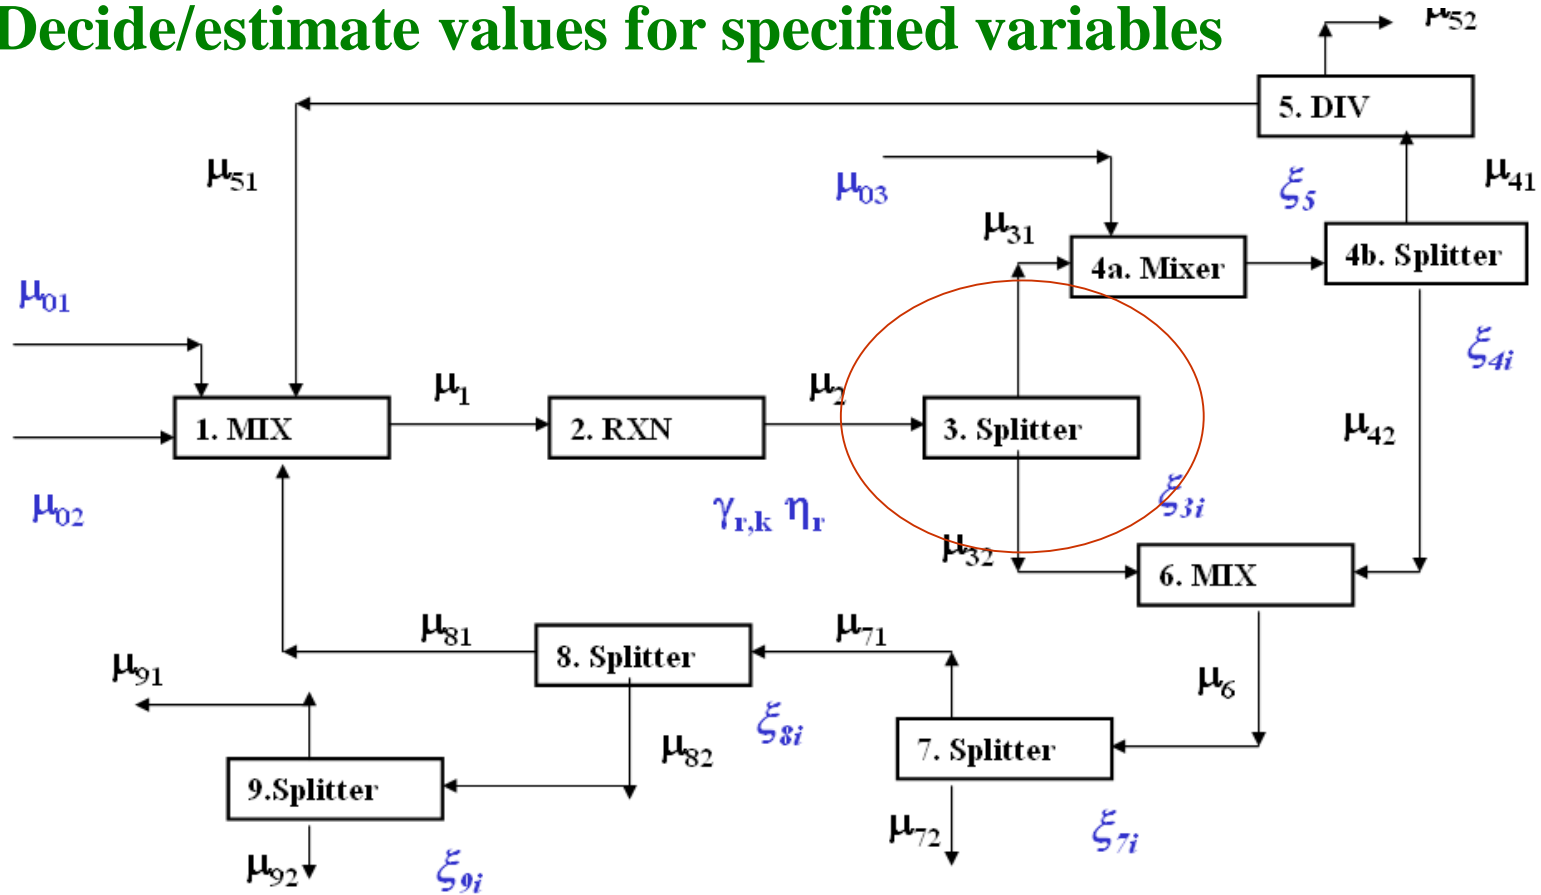 Decide/estimate values for specified variables
μ52
5. DIV
μ51
μ03
ξ5
μ41
μ31
4a. Mixer
4b. Splitter
μ01
ξ4i
μ1
μ2
μ42
1. MIX
2. RXN
3. Splitter
μ02
γr,k ηr
ξ3i
μ32
6. MIX
μ81
μ71
8. Splitter
μ91
μ6
ξ8i
7. Splitter
μ82
9.Splitter
μ72
ξ7i
μ92
ξ9i